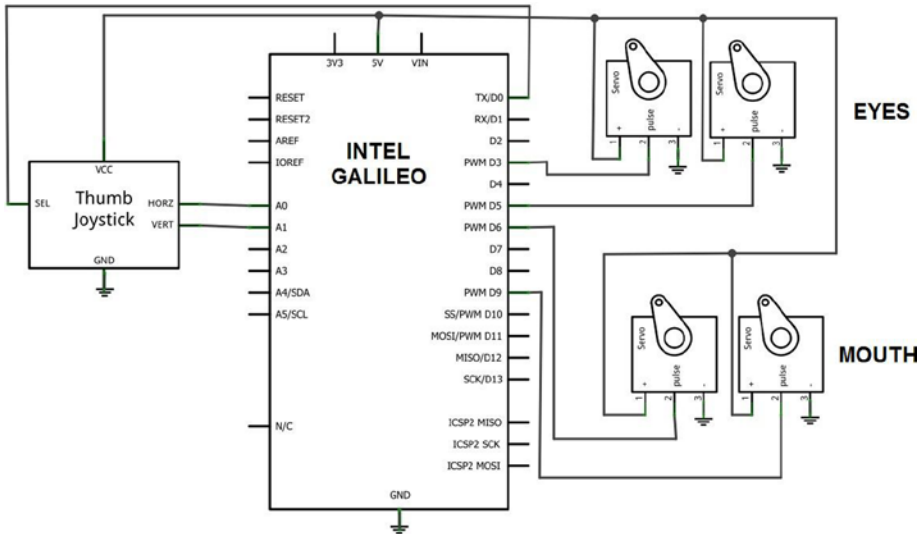 3V3 5V VIN
RESET
RESET2
AREF
IOREF
A0
A1
A2
A3
A4/SDA
A5/SCL
N/C
INTEL
GALILEO
TX/D0
RX/D1
D2
PWM D3
D4
PWM D5
PWM D6
D7
D8
PWM D9
SS/PWM D10
MOSI/PWM D11
MISO/D12
SCK/D13
ICSP2 MISO
ICSP2 SCK
ICSP2 MOSI
GND
VCC
SEL
Thumb
Joystick
HORZ
VERT
GND
Servo
+ pulse -
1 2 3
Servo
+ pulse -
1 2 3
EYES
Servo
+ pulse -
1 2 3
Servo
+ pulse -
1 2 3
MOUTH